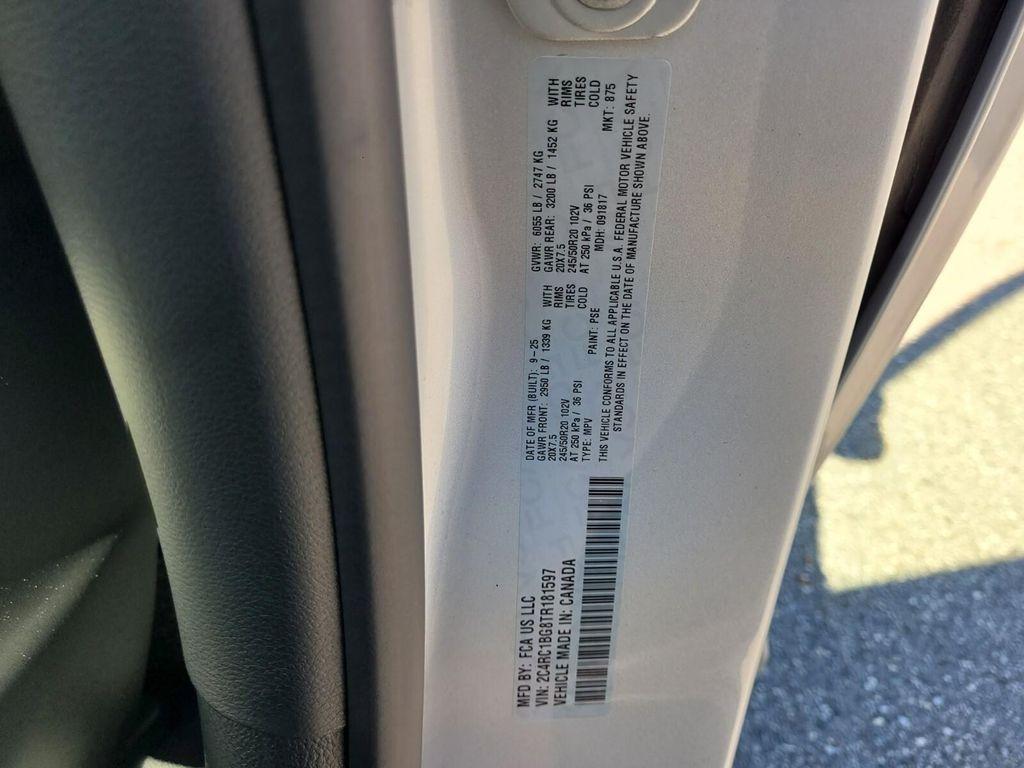 MFD BY: FCA US LLC
VIN: 2C4RC1BG8TR181597
VEHICLE MADE IN: CANADA
DATE OF MFR (BUILT): 9-25 GVWR: 6055 LB / 2747 KG
GAWR FRONT: 2950 LB / 1339 KG WITH GAWR REAR: 3200 LB / 1452 KG WITH
20X7.5 RIMS 20X7.5 RIMS
245/50R20 102V TIRES 245/50R20 102V TIRES
AT 250 kPa / 36 PSI COLD AT 250 kPa / 36 PSI COLD
TYPE: MPV PAINT: PSE MDH: 091817 MKT: 875
THIS VEHICLE CONFORMS TO ALL APPLICABLE U.S.A. FEDERAL MOTOR VEHICLE SAFETY
STANDARDS IN EFFECT ON THE DATE OF MANUFACTURE SHOWN ABOVE.